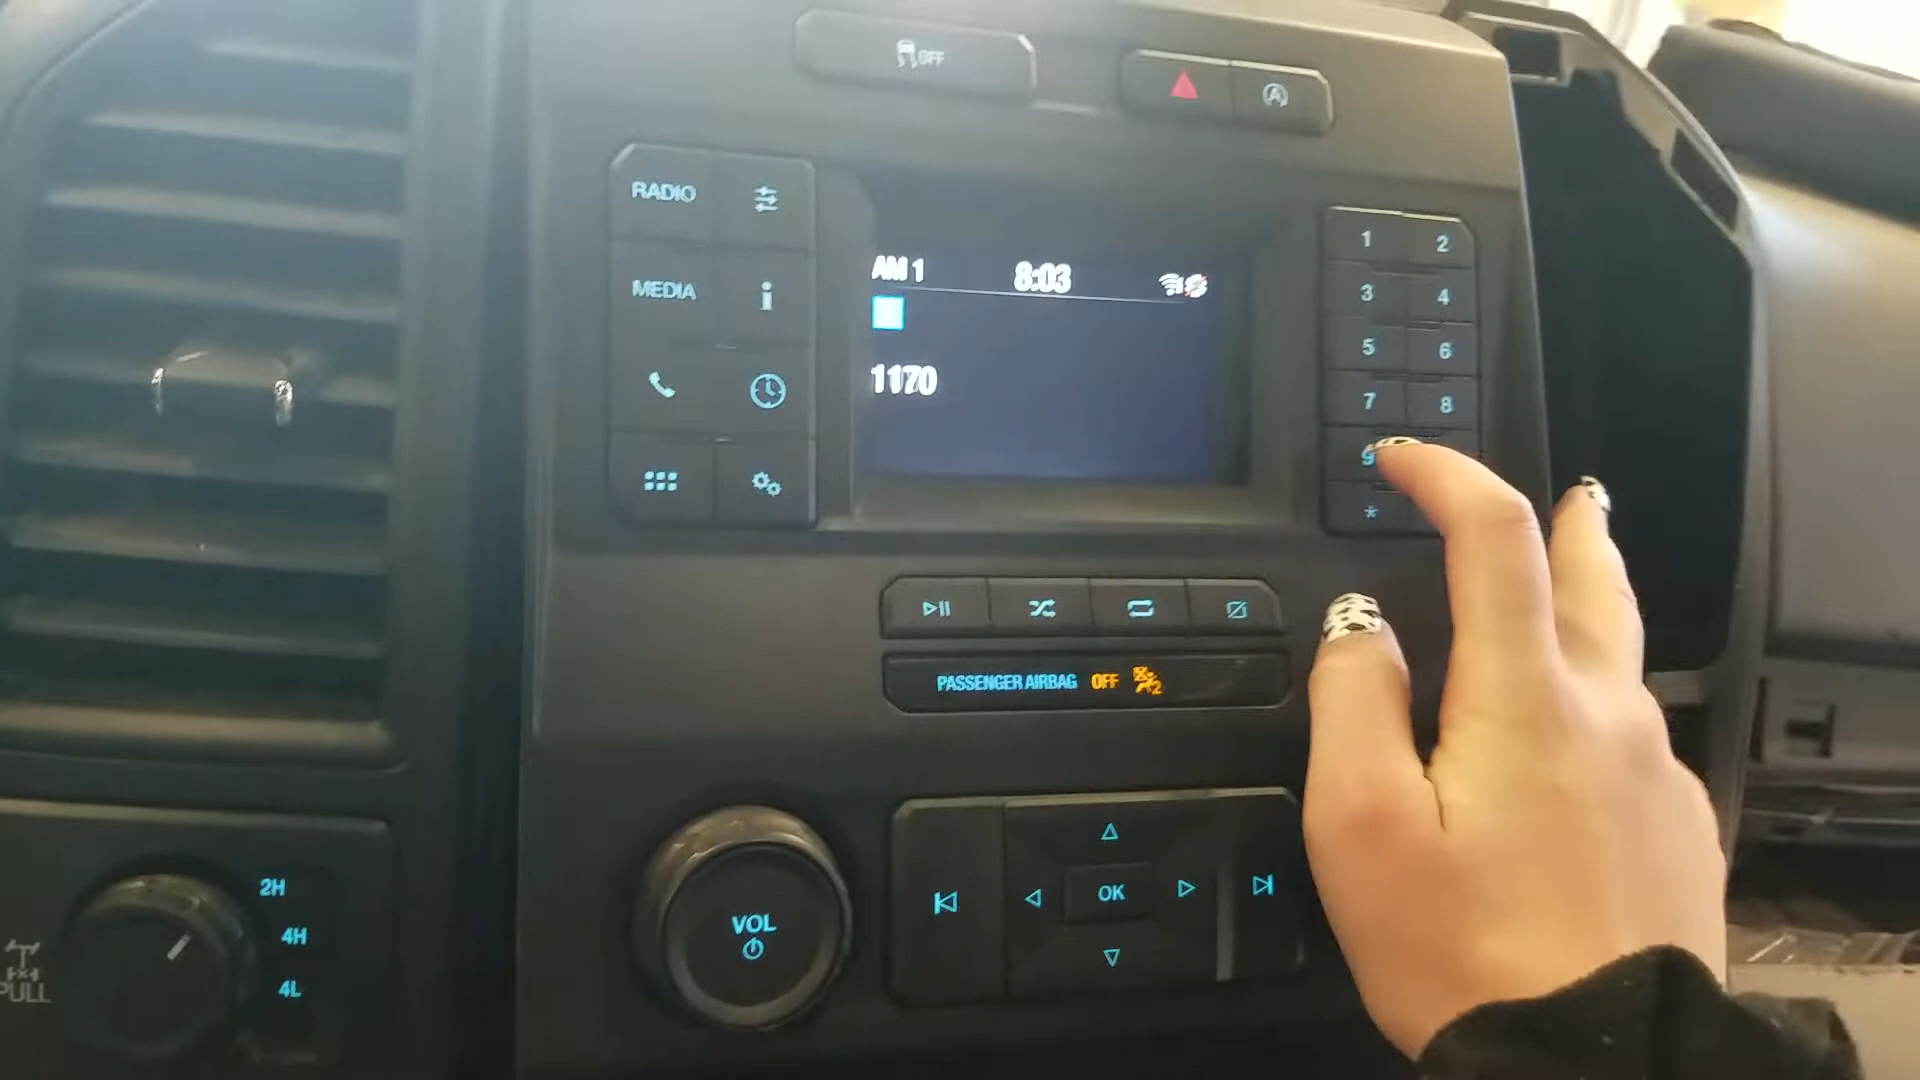 OFF
A
RADIO
MEDIA
AM 1 8:03
1170
1 2
3 4
5 6
7 8
9
*
PASSENGER AIRBAG OFF 2
VOL
OK
2H
4H
4L
PULL